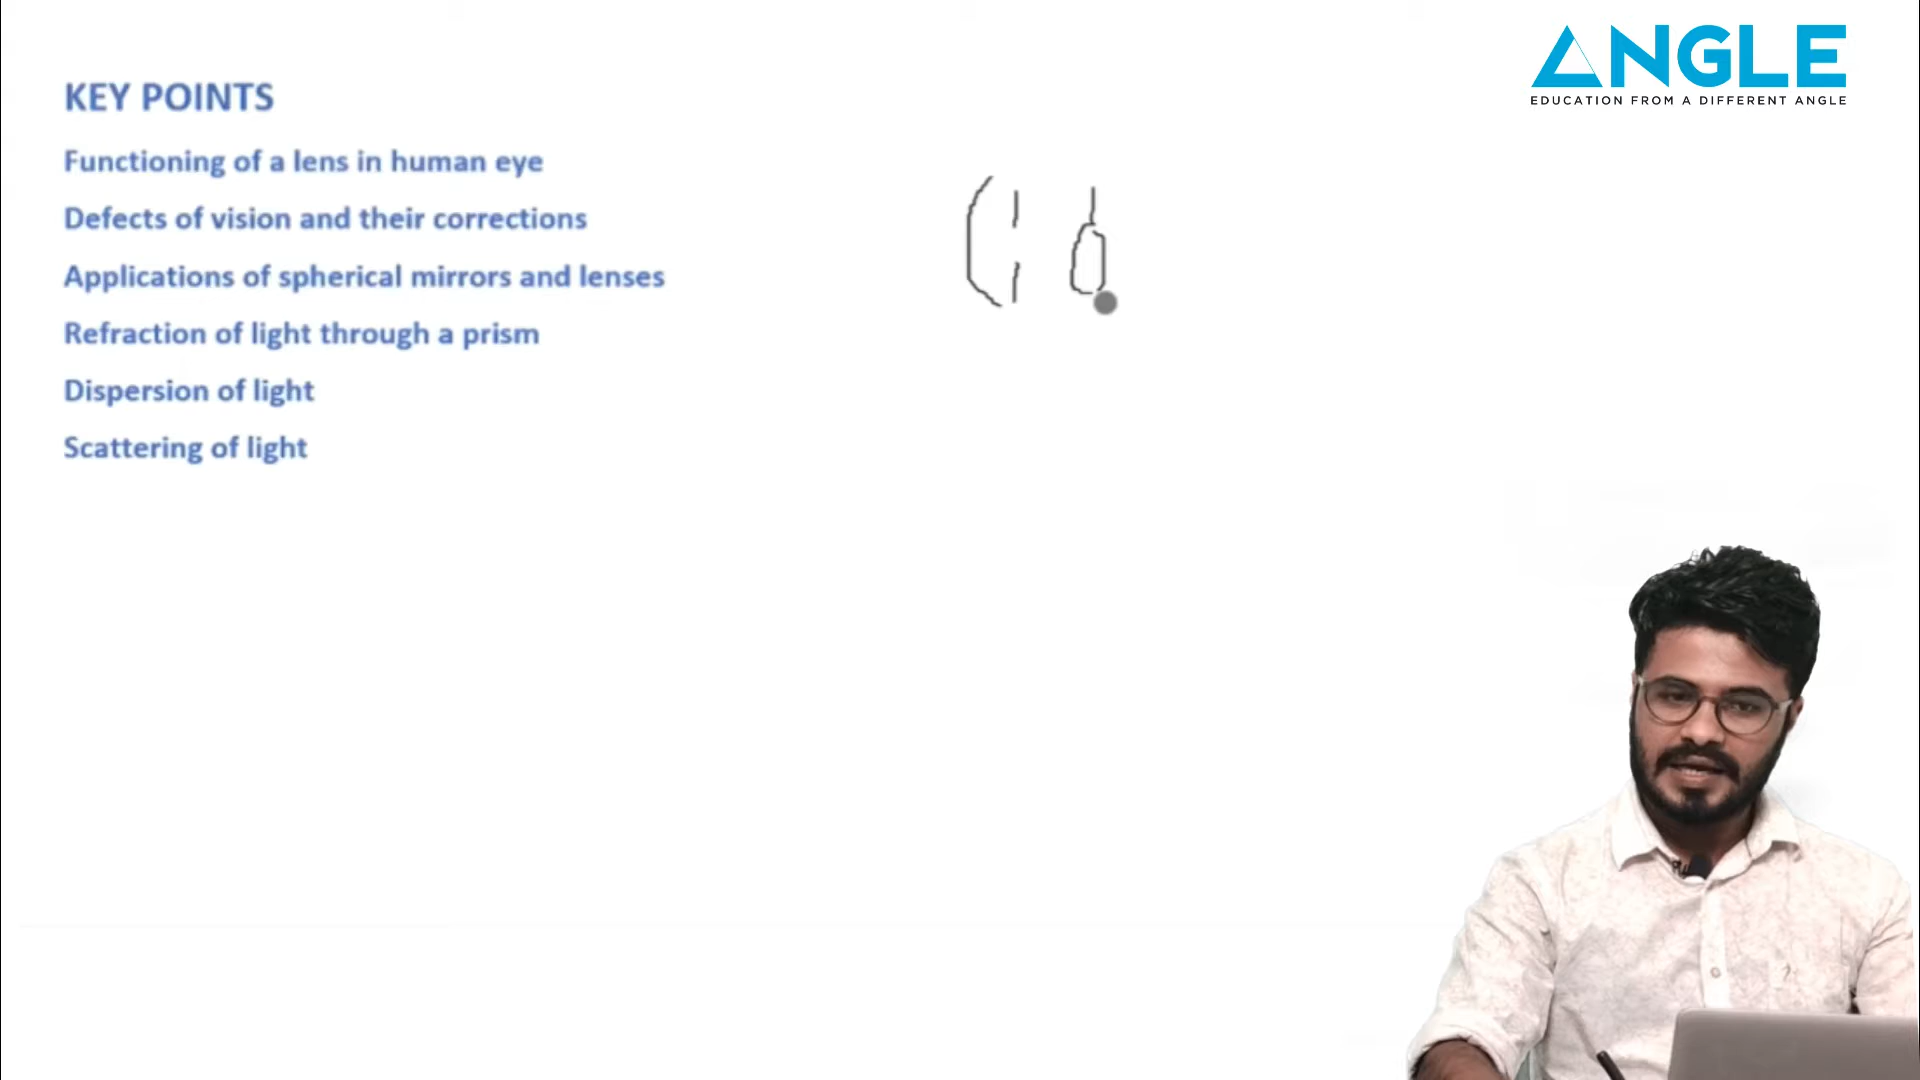 ANGLE
EDUCATION FROM A DIFFERENT ANGLE
KEY POINTS
Functioning of a lens in human eye
Defects of vision and their corrections
Applications of spherical mirrors and lenses
Refraction of light through a prism
Dispersion of light
Scattering of light